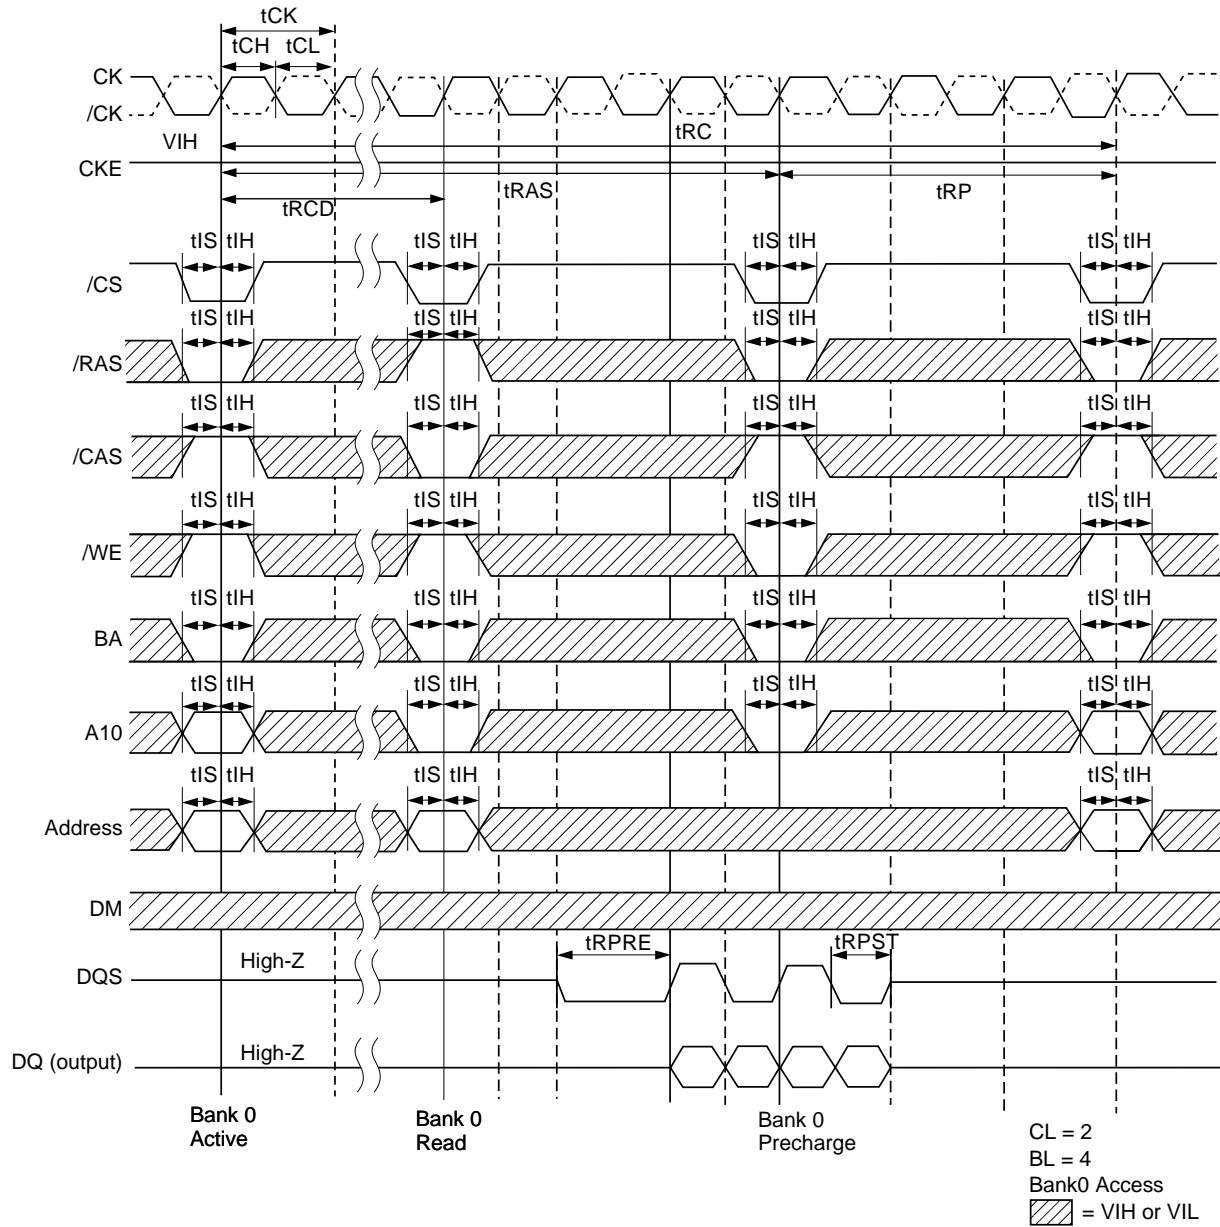 tCK
tCH tCL
CK
/CK
VIH
tRC
CKE
tRAS
tRP
tRCD
tIS tIH tIS tIH tIS tIH tIS tIH
/CS
tIS tIH tIS tIH tIS tIH tIS tIH
/RAS
tIS tIH tIS tIH tIS tIH tIS tIH
/CAS
tIS tIH tIS tIH tIS tIH tIS tIH
/WE
tIS tIH tIS tIH tIS tIH tIS tIH
BA
tIS tIH tIS tIH tIS tIH tIS tIH
A10
tIS tIH tIS tIH tIS tIH
Address
DM
tRPRE tRPST
High-Z
DQS
High-Z
DQ (output)
Bank 0
Active
Bank 0
Read
Bank 0
Precharge
CL = 2
BL = 4
Bank0 Access
= VIH or VIL